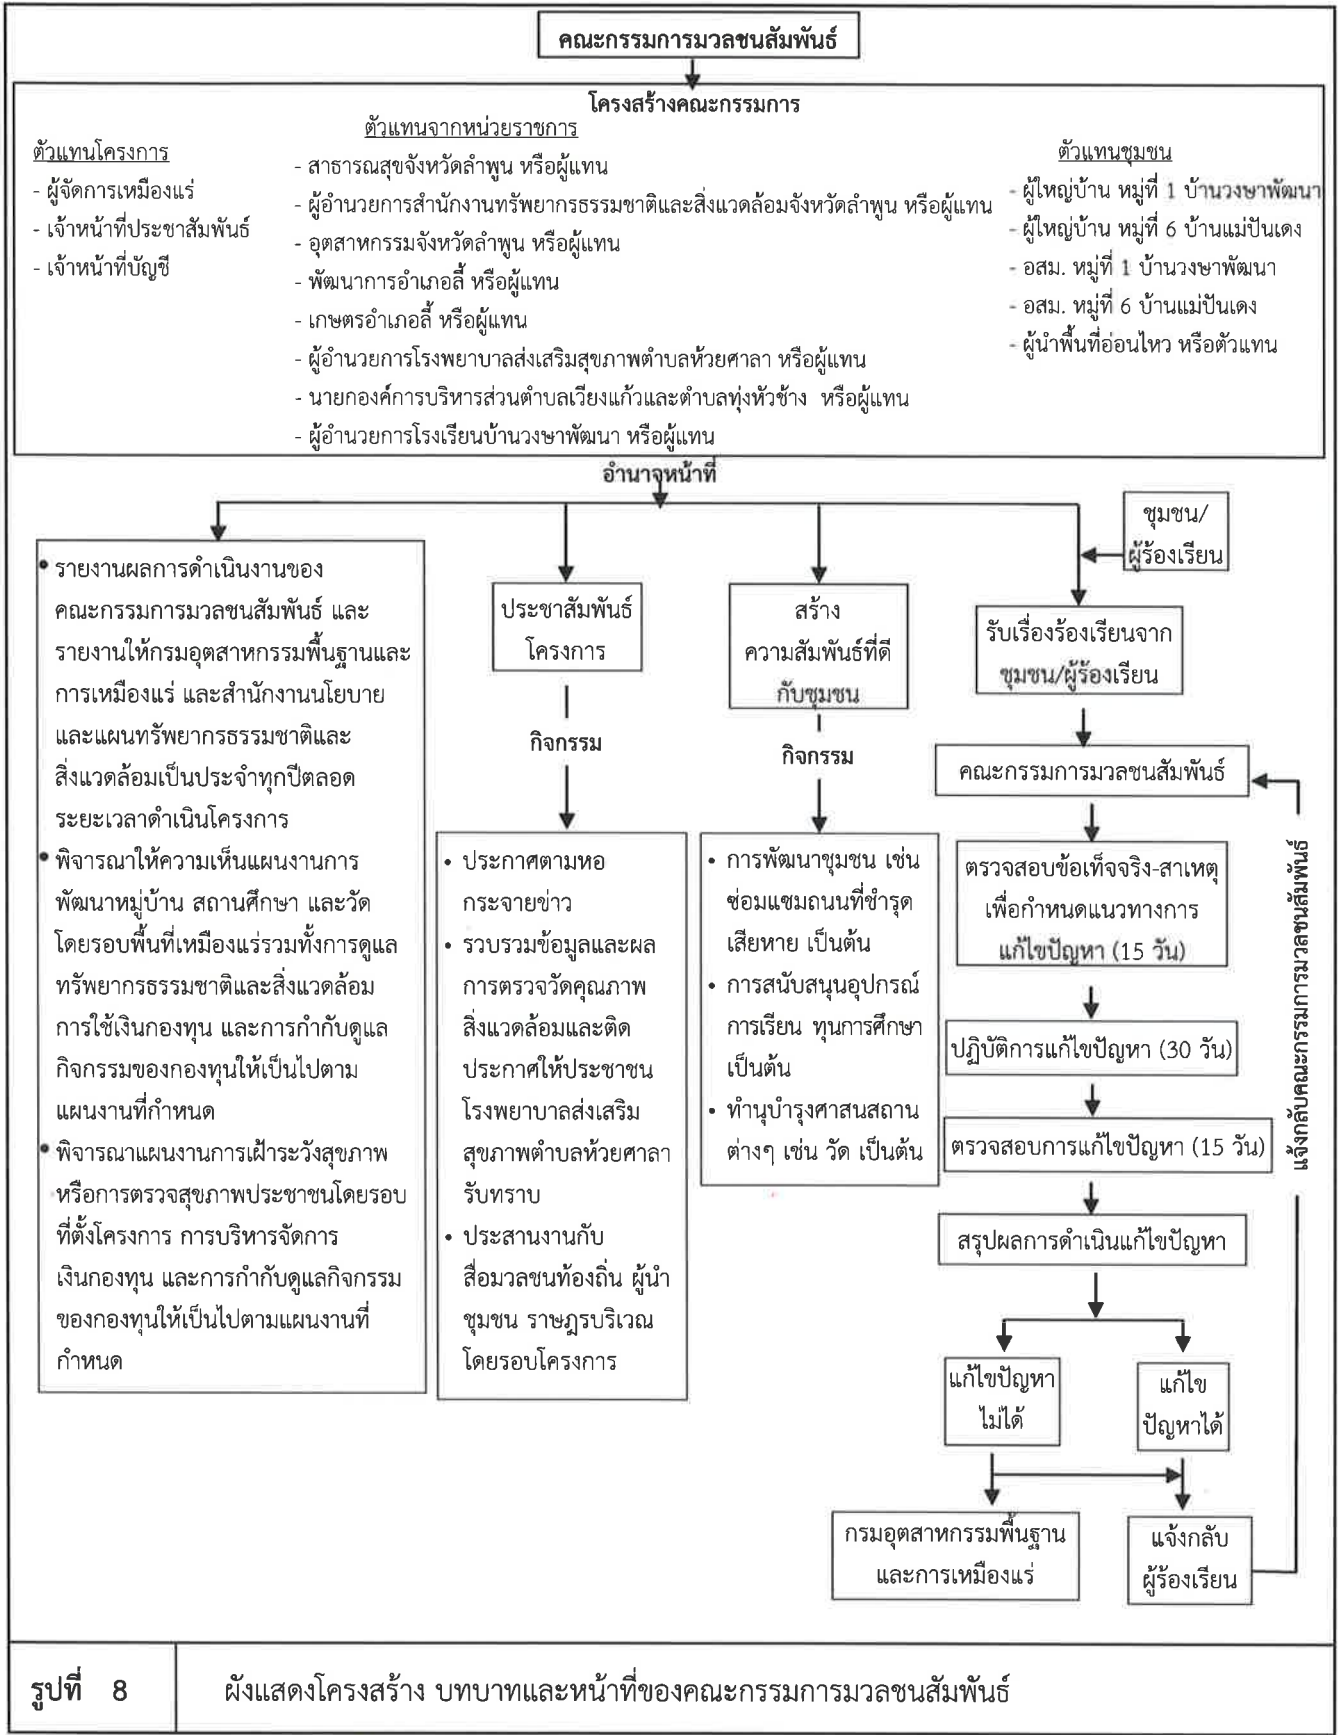 คณะกรรมการมวลชนสัมพันธ์
โครงสร้างคณะกรรมการ
ตัวแทนโครงการ
- ผู้จัดการเหมืองแร่
- เจ้าหน้าที่ประชาสัมพันธ์
- เจ้าหน้าที่บัญชี
ตัวแทนจากหน่วยราชการ
- สาธารณสุขจังหวัดลำพูน หรือผู้แทน
- ผู้อำนวยการสำนักงานทรัพยากรธรรมชาติและสิ่งแวดล้อมจังหวัดลำพูน หรือผู้แทน
- อุตสาหกรรมจังหวัดลำพูน หรือผู้แทน
- พัฒนาการอำเภอลี้ หรือผู้แทน
- เกษตรอำเภอลี้ หรือผู้แทน
- ผู้อำนวยการโรงพยาบาลส่งเสริมสุขภาพตำบลห้วยศาลา หรือผู้แทน
- นายกองค์การบริหารส่วนตำบลเวียงแก้วและตำบลทุ่งหัวช้าง หรือผู้แทน
- ผู้อำนวยการโรงเรียนบ้านวงษาพัฒนา หรือผู้แทน
ตัวแทนชุมชน
- ผู้ใหญ่บ้าน หมู่ที่ 1 บ้านวงษาพัฒนา
- ผู้ใหญ่บ้าน หมู่ที่ 6 บ้านแม่ปันเดง
- อสม. หมู่ที่ 1 บ้านวงษาพัฒนา
- อสม. หมู่ที่ 6 บ้านแม่ปันเดง
- ผู้นำพื้นที่อ่อนไหว หรือตัวแทน
อำนาจหน้าที่
• รายงานผลการดำเนินงานของ
คณะกรรมการมวลชนสัมพันธ์ และ
รายงานให้กรมอุตสาหกรรมพื้นฐานและ
การเหมืองแร่ และสำนักงานนโยบาย
และแผนทรัพยากรธรรมชาติและ
สิ่งแวดล้อมเป็นประจำทุกปีตลอด
ระยะเวลาดำเนินโครงการ
• พิจารณาให้ความเห็นแผนงานการ
พัฒนาหมู่บ้าน สถานศึกษา และวัด
โดยรอบพื้นที่เหมืองแร่รวมทั้งการดูแล
ทรัพยากรธรรมชาติและสิ่งแวดล้อม
การใช้เงินกองทุน และการกำกับดูแล
กิจกรรมของกองทุนให้เป็นไปตาม
แผนงานที่กำหนด
• พิจารณาแผนงานการเฝ้าระวังสุขภาพ
หรือการตรวจสุขภาพประชาชนโดยรอบ
ที่ตั้งโครงการ การบริหารจัดการ
เงินกองทุน และการกำกับดูแลกิจกรรม
ของกองทุนให้เป็นไปตามแผนงานที่
กำหนด
ประชาสัมพันธ์
โครงการ
กิจกรรม
• ประกาศตามหอ
กระจายข่าว
• รวบรวมข้อมูลและผล
การตรวจวัดคุณภาพ
สิ่งแวดล้อมและติด
ประกาศให้ประชาชน
โรงพยาบาลส่งเสริม
สุขภาพตำบลห้วยศาลา
รับทราบ
• ประสานงานกับ
สื่อมวลชนท้องถิ่น ผู้นำ
ชุมชน ราษฎรบริเวณ
โดยรอบโครงการ
สร้าง
ความสัมพันธ์ที่ดี
กับชุมชน
กิจกรรม
• การพัฒนาชุมชน เช่น
ซ่อมแซมถนนที่ชำรุด
เสียหาย เป็นต้น
• การสนับสนุนอุปกรณ์
การเรียน ทุนการศึกษา
เป็นต้น
• ทำนุบำรุงศาสนสถาน
ต่างๆ เช่น วัด เป็นต้น
ชุมชน/
ผู้ร้องเรียน
รับเรื่องร้องเรียนจาก
ชุมชน/ผู้ร้องเรียน
คณะกรรมการมวลชนสัมพันธ์
ตรวจสอบข้อเท็จจริง-สาเหตุ
เพื่อกำหนดแนวทางการ
แก้ไขปัญหา (15 วัน)
ปฏิบัติการแก้ไขปัญหา (30 วัน)
ตรวจสอบการแก้ไขปัญหา (15 วัน)
สรุปผลการดำเนินแก้ไขปัญหา
แก้ไขปัญหา
ไม่ได้
แก้ไข
ปัญหาได้
กรมอุตสาหกรรมพื้นฐาน
และการเหมืองแร่
แจ้งกลับ
ผู้ร้องเรียน
แจ้งกลับคณะกรรมการมวลชนสัมพันธ์
รูปที่ 8
ผังแสดงโครงสร้าง บทบาทและหน้าที่ของคณะกรรมการมวลชนสัมพันธ์